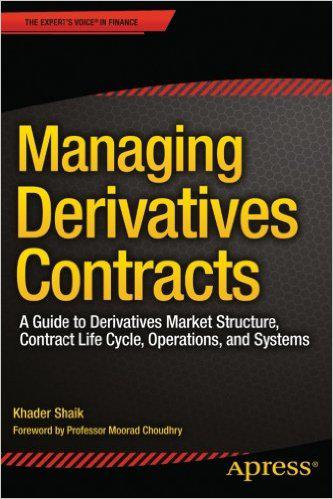 THE EXPERT'S VOICE® IN FINANCE
Managing
Derivatives
Contracts
A Guide to Derivatives Market Structure,
Contract Life Cycle, Operations, and Systems
Khader Shaik
Foreword by Professor Moorad Choudhry
Apress®